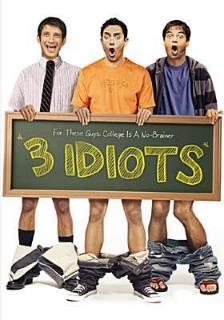 For These Guys, College Is A No-Brainer
"3 IDIOTS"